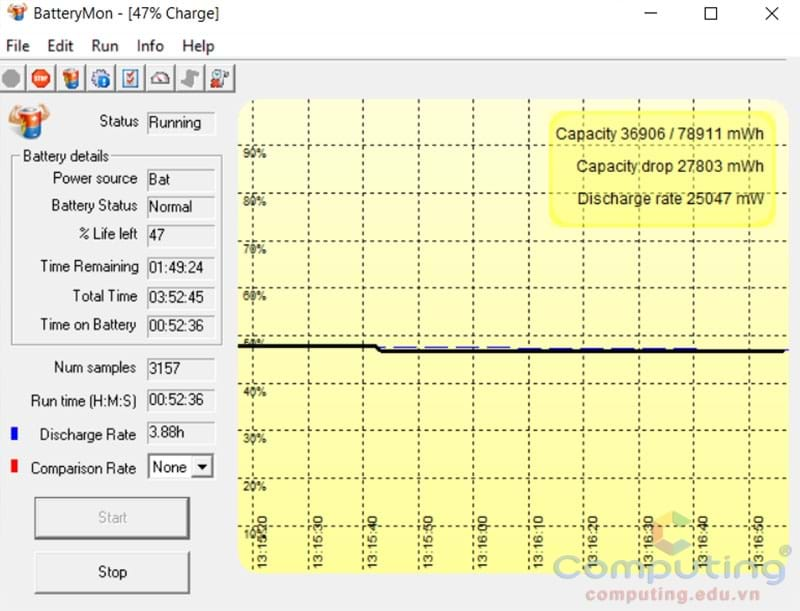 BatteryMon - [47% Charge]
File Edit Run Info Help
STOP
Status Running
Battery details
Power source Bat
Battery Status Normal
% Life left 47
Time Remaining 01:49:24
Total Time 03:52:45
Time on Battery 00:52:36
Num samples 3157
Run time (H:M:S) 00:52:36
Discharge Rate 3.88h
Comparison Rate None
Start
Stop
Capacity 36906 / 78911 mWh
Capacity drop 27803 mWh
Discharge rate 25047 mW
90%
80%
70%
60%
50%
40%
30%
20%
10%
13:15:20 13:15:30 13:15:40 13:15:50 13:16:00 13:16:10 13:16:20 13:16:30 13:16:40 13:16:50
Computing®
computing.edu.vn